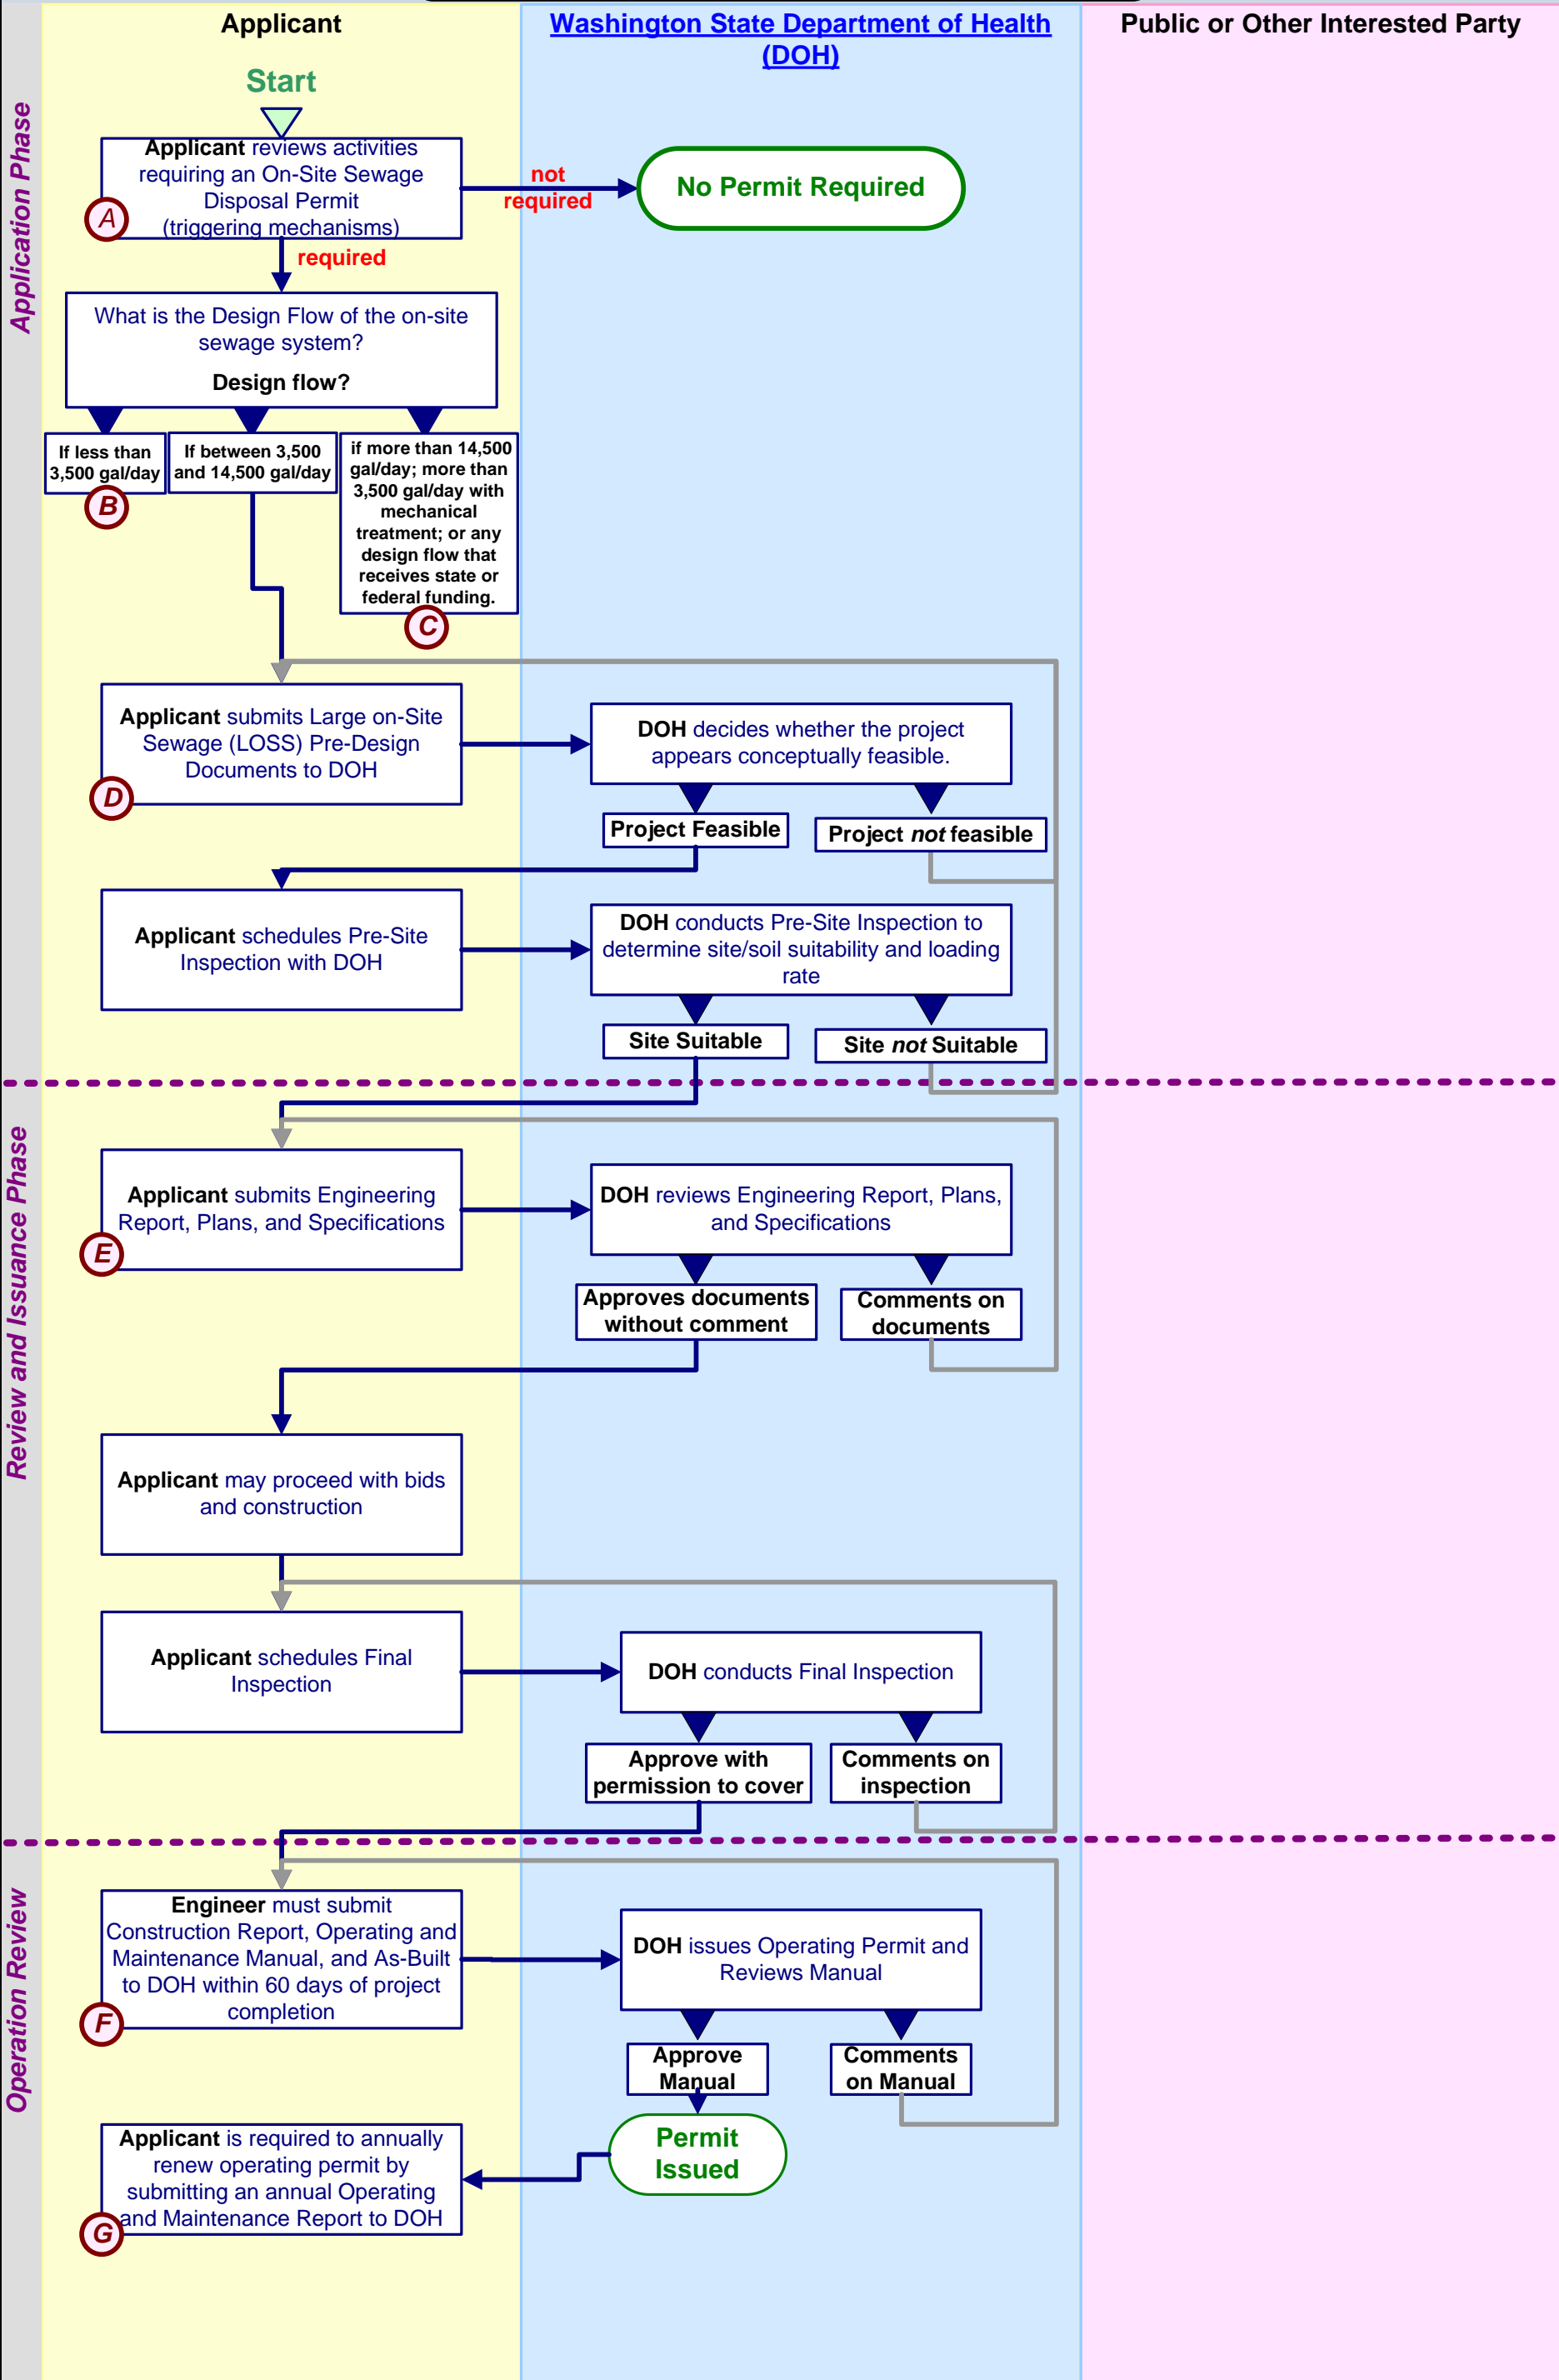 Applicant
Washington State Department of Health
(DOH)
Public or Other Interested Party
Application Phase
Start
Applicant reviews activities
requiring an On-Site Sewage
Disposal Permit
(triggering mechanisms)
A
not
required
No Permit Required
required
What is the Design Flow of the on-site
sewage system?
Design flow?
If less than
3,500 gal/day
B
If between 3,500
and 14,500 gal/day
if more than 14,500
gal/day; more than
3,500 gal/day with
mechanical
treatment; or any
design flow that
receives state or
federal funding.
C
Applicant submits Large on-Site
Sewage (LOSS) Pre-Design
Documents to DOH
D
DOH decides whether the project
appears conceptually feasible.
Project Feasible
Project not feasible
Applicant schedules Pre-Site
Inspection with DOH
DOH conducts Pre-Site Inspection to
determine site/soil suitability and loading
rate
Site Suitable
Site not Suitable
Review and Issuance Phase
Applicant submits Engineering
Report, Plans, and Specifications
E
DOH reviews Engineering Report, Plans,
and Specifications
Approves documents
without comment
Comments on
documents
Applicant may proceed with bids
and construction
Applicant schedules Final
Inspection
DOH conducts Final Inspection
Approve with
permission to cover
Comments on
inspection
Operation Review
Engineer must submit
Construction Report, Operating and
Maintenance Manual, and As-Built
to DOH within 60 days of project
completion
F
DOH issues Operating Permit and
Reviews Manual
Approve
Manual
Comments
on Manual
Permit
Issued
Applicant is required to annually
renew operating permit by
submitting an annual Operating
and Maintenance Report to DOH
G